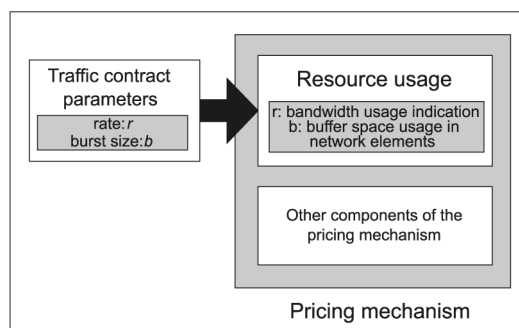 Traffic contract
parameters
rate:r
burst size:b
Resource usage
r: bandwidth usage indication
b: buffer space usage in
network elements
Other components of the
pricing mechanism
Pricing mechanism